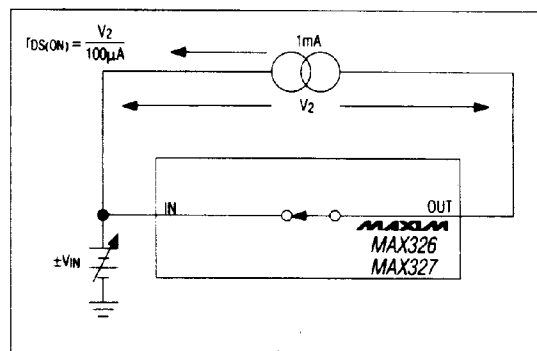 rDS(ON) = V2
100μA
1mA
V2
IN
OUT
MAXIM
MAX326
MAX327
±VIN